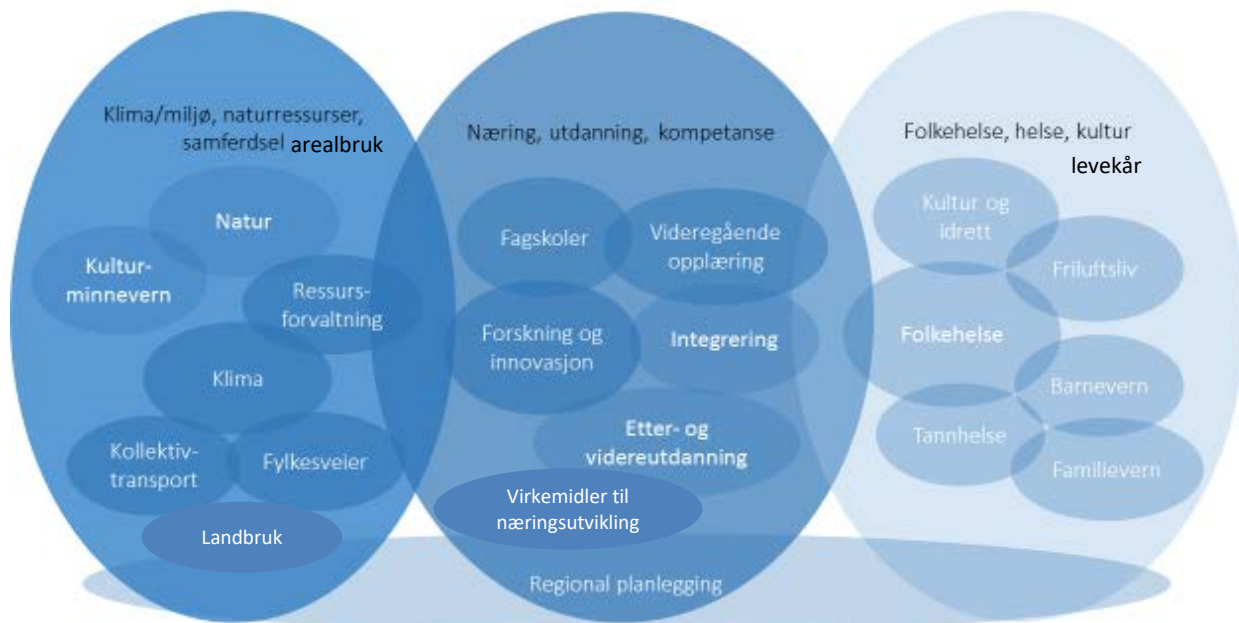 Klima/miljø, naturressurser,
samferdsel arealbruk
Natur
Kultur-
minnevern
Ressurs-
forvaltning
Klima
Kollektiv-
transport
Fylkesveier
Landbruk
Næring, utdanning, kompetanse
Fagskoler
Videregående
opplæring
Forskning og
innovasjon
Integrering
Etter- og
videreutdanning
Virkemidler til
næringsutvikling
Folkehelse, helse, kultur
levekår
Kultur og
idrett
Friluftsliv
Folkehelse
Barnevern
Tannhelse
Familievern
Regional planlegging